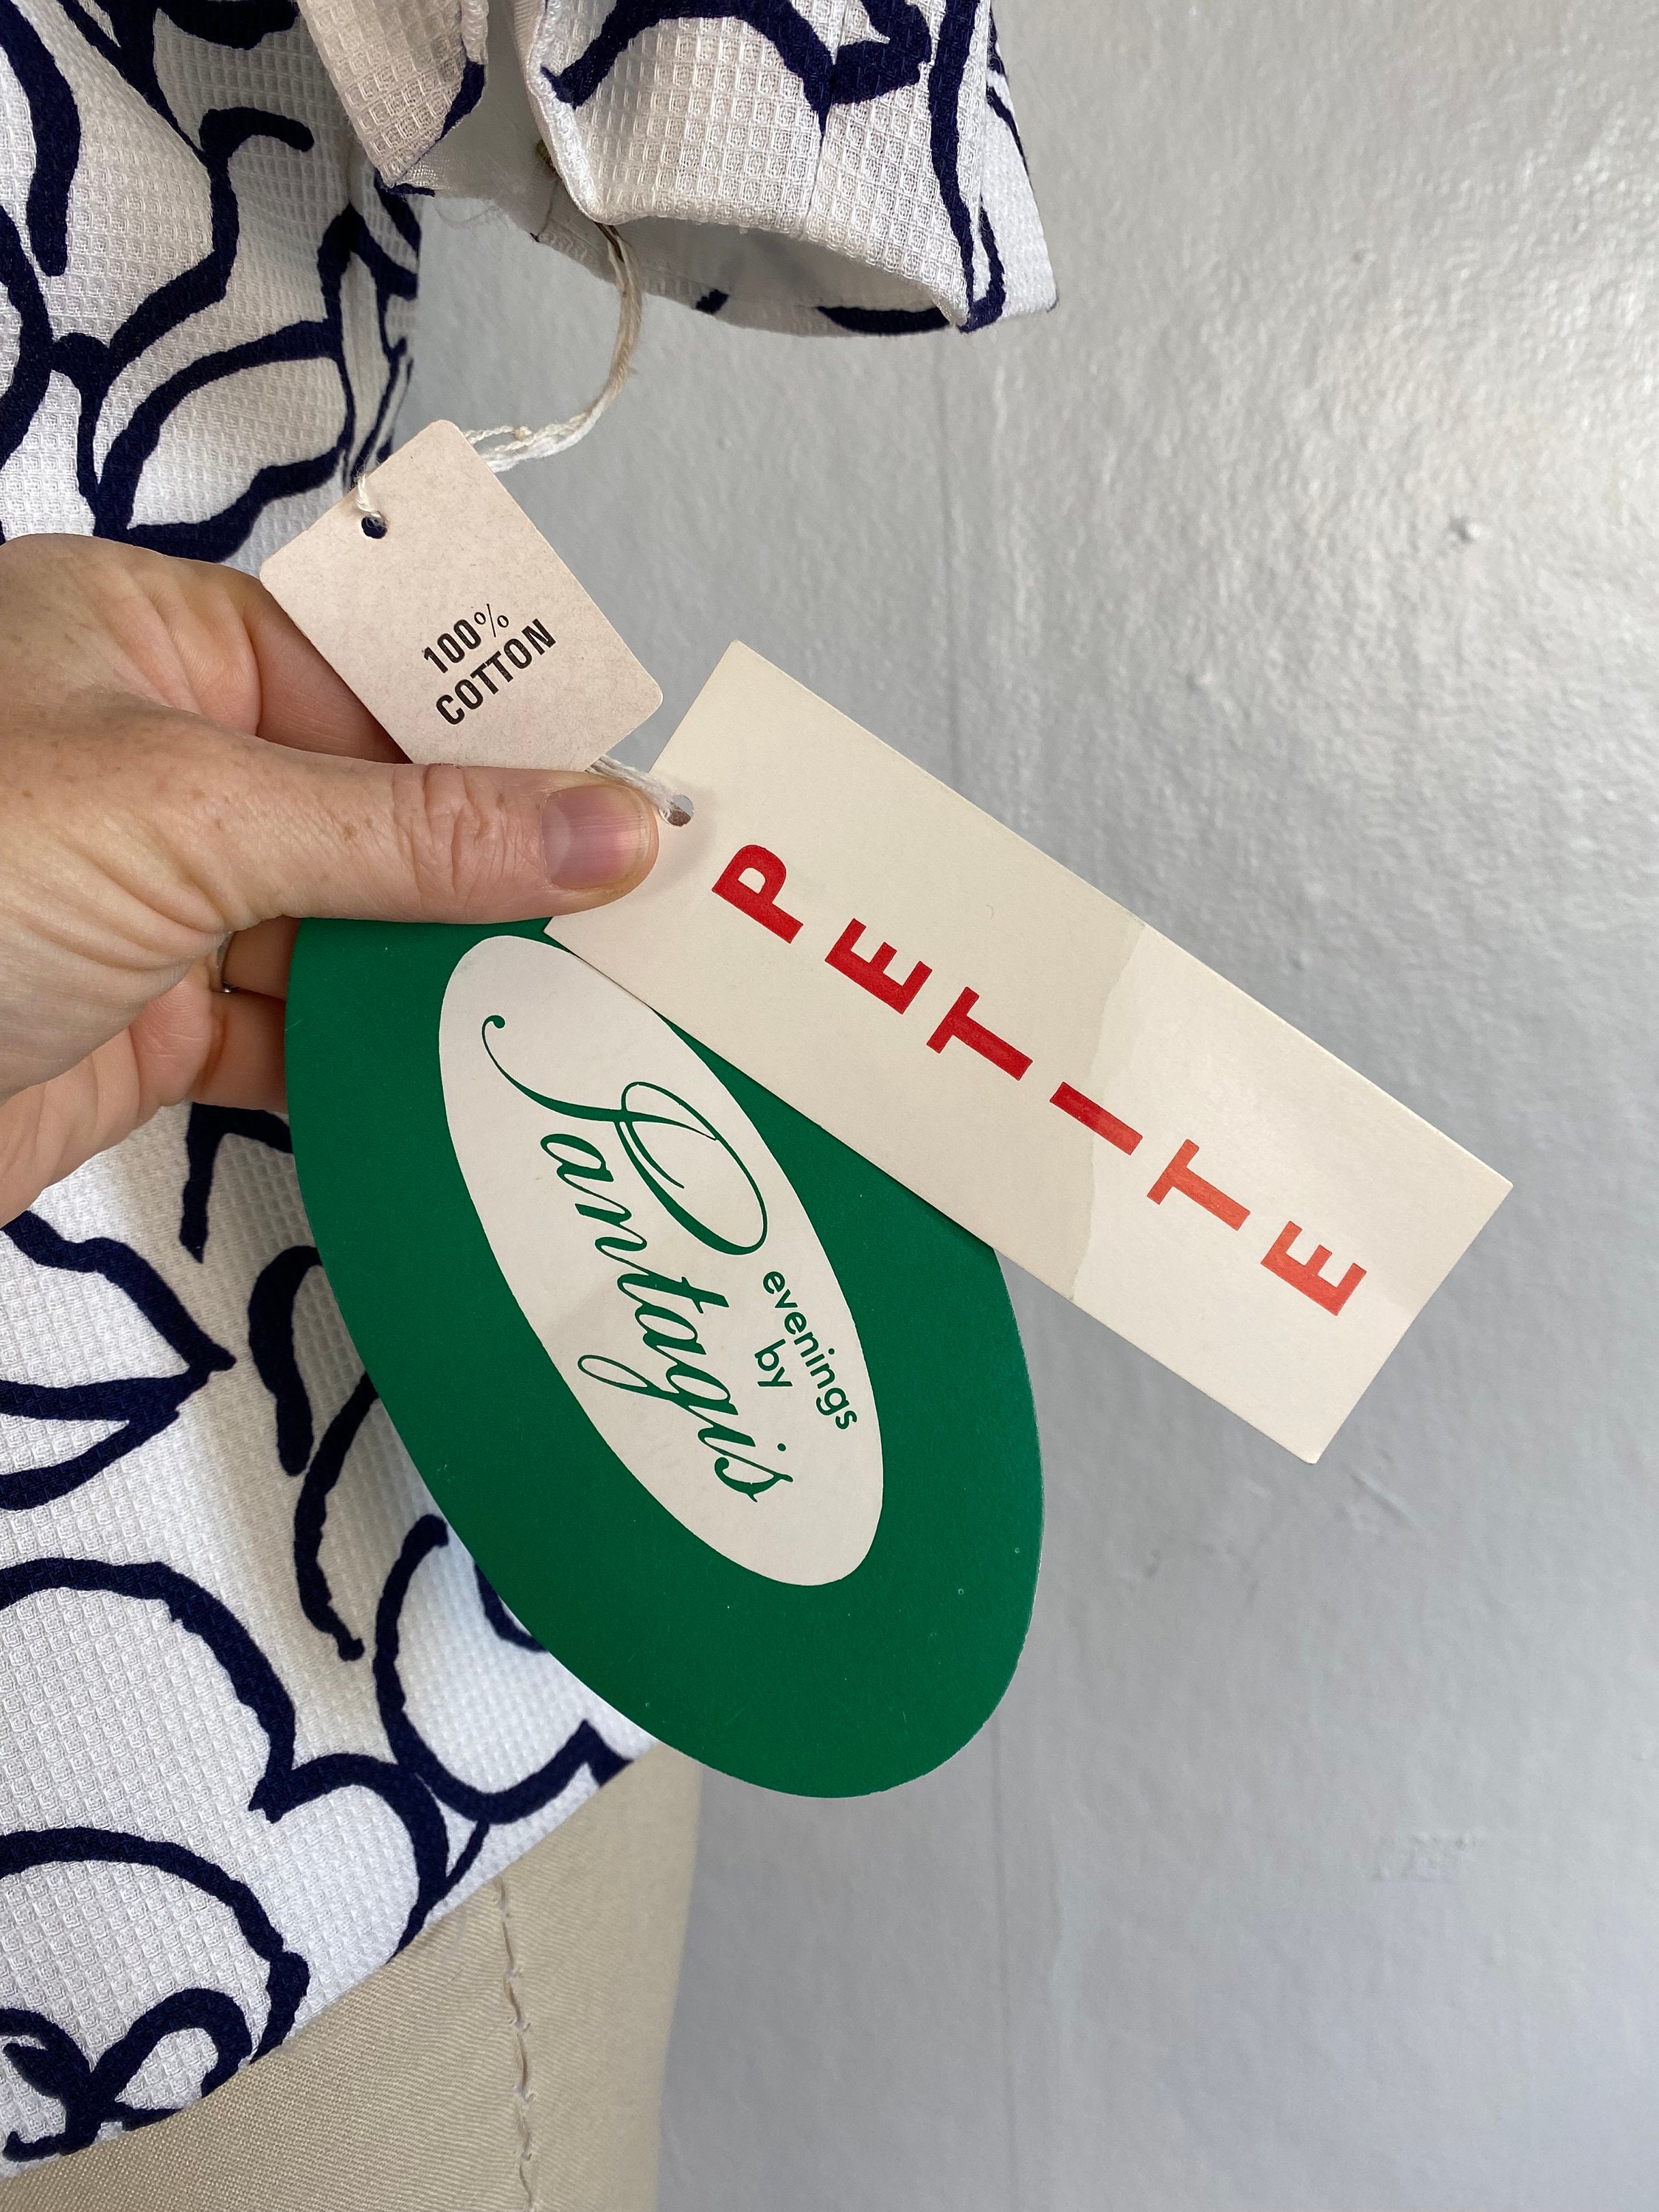 100%
COTTON
PETITE
evenings
by
Pantagis